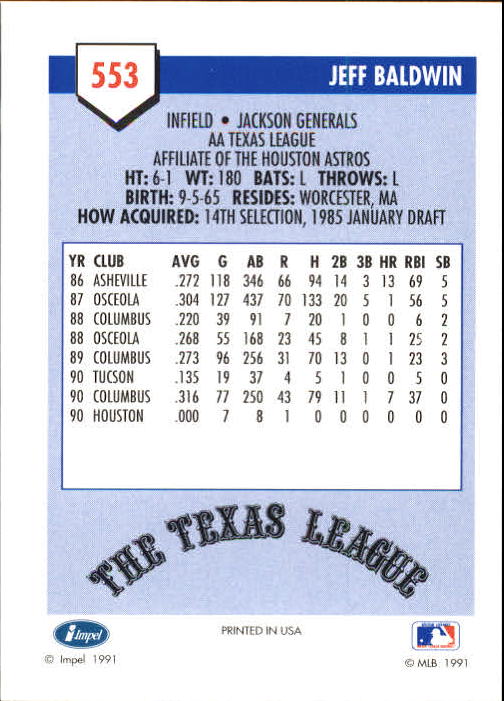 553
JEFF BALDWIN
INFIELD • JACKSON GENERALS
AA TEXAS LEAGUE
AFFILIATE OF THE HOUSTON ASTROS
HT: 6-1 WT: 180 BATS: L THROWS: L
BIRTH: 9-5-65 RESIDES: WORCESTER, MA
HOW ACQUIRED: 14TH SELECTION, 1985 JANUARY DRAFT
YR CLUB AVG G AB R H 2B 3B HR RBI SB
86 ASHEVILLE .272 118 346 66 94 14 3 13 69 5
87 OSCEOLA .304 127 437 70 133 20 5 1 56 5
88 COLUMBUS .220 39 91 7 20 1 0 0 6 2
88 OSCEOLA .268 55 168 23 45 8 1 1 25 2
89 COLUMBUS .273 96 256 31 70 13 0 1 23 3
90 TUCSON .135 19 37 4 5 1 0 0 5 0
90 COLUMBUS .316 77 250 43 79 11 1 7 37 0
90 HOUSTON .000 7 8 1 0 0 0 0 0 0
THE TEXAS LEAGUE
Impel
PRINTED IN USA
© Impel 1991
© MLB 1991